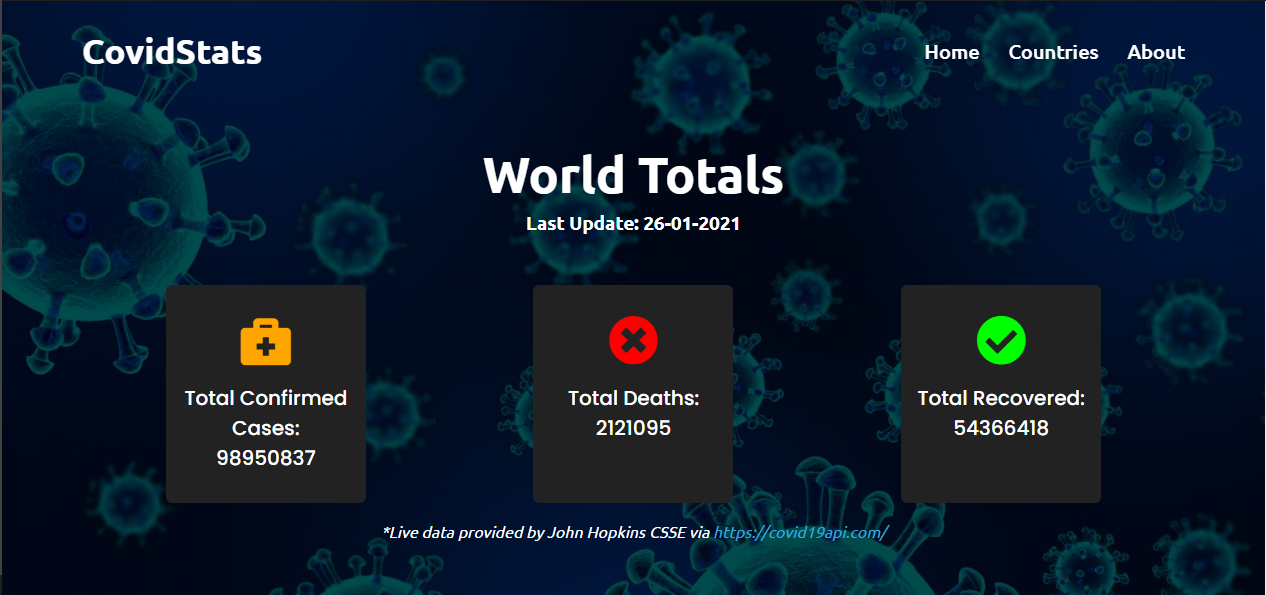 CovidStats
Home Countries About
World Totals
Last Update: 26-01-2021
Total Confirmed
Cases:
98950837
Total Deaths:
2121095
Total Recovered:
54366418
*Live data provided by John Hopkins CSSE via https://covid19api.com/